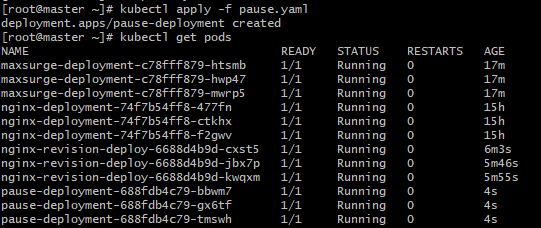 [root@master ~]# kubectl apply -f pause.yaml
deployment.apps/pause-deployment created
[root@master ~]# kubectl get pods
NAME READY STATUS RESTARTS AGE
maxsurge-deployment-c78fff879-htsmb 1/1 Running 0 17m
maxsurge-deployment-c78fff879-hwp47 1/1 Running 0 17m
maxsurge-deployment-c78fff879-mwrp5 1/1 Running 0 17m
nginx-deployment-74f7b54ff8-477fn 1/1 Running 0 15h
nginx-deployment-74f7b54ff8-ctkhx 1/1 Running 0 15h
nginx-deployment-74f7b54ff8-f2gwv 1/1 Running 0 15h
nginx-revision-deploy-6688d4b9d-cxst5 1/1 Running 0 6m3s
nginx-revision-deploy-6688d4b9d-jbx7p 1/1 Running 0 5m46s
nginx-revision-deploy-6688d4b9d-kwqxm 1/1 Running 0 5m55s
pause-deployment-688fdb4c79-bbwm7 1/1 Running 0 4s
pause-deployment-688fdb4c79-gx6tf 1/1 Running 0 4s
pause-deployment-688fdb4c79-tmswh 1/1 Running 0 4s